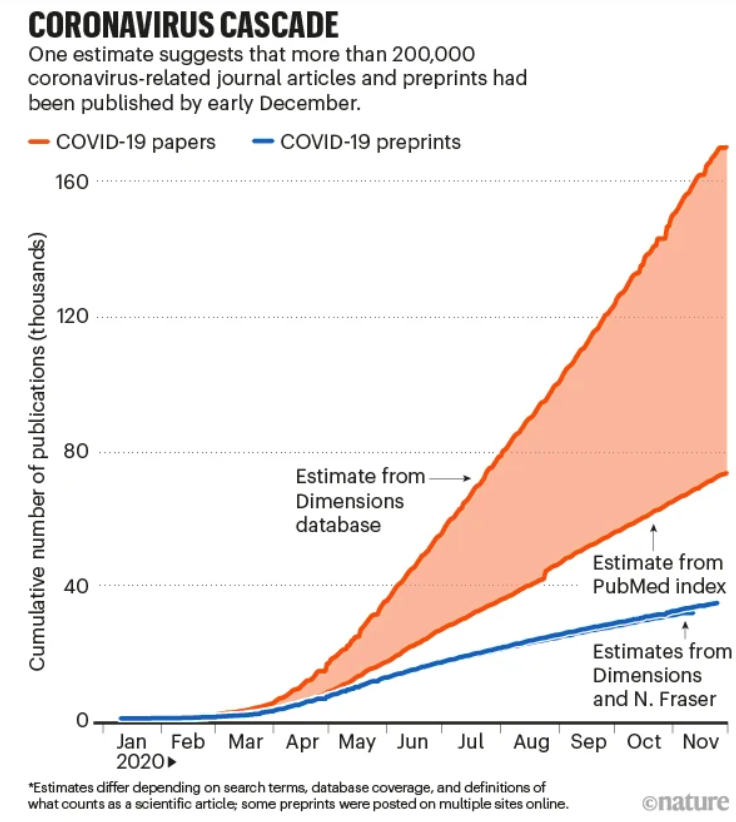 CORONAVIRUS CASCADE
One estimate suggests that more than 200,000
coronavirus-related journal articles and preprints had
been published by early December.
COVID-19 papers
COVID-19 preprints
Cumulative number of publications (thousands)
160
120
80
40
0
Estimate from
Dimensions
database
Estimate from
PubMed index
Estimates from
Dimensions
and N. Fraser
Jan Feb Mar Apr May Jun Jul Aug Sep Oct Nov
2020
*Estimates differ depending on search terms, database coverage, and definitions of
what counts as a scientific article; some preprints were posted on multiple sites online.
©nature